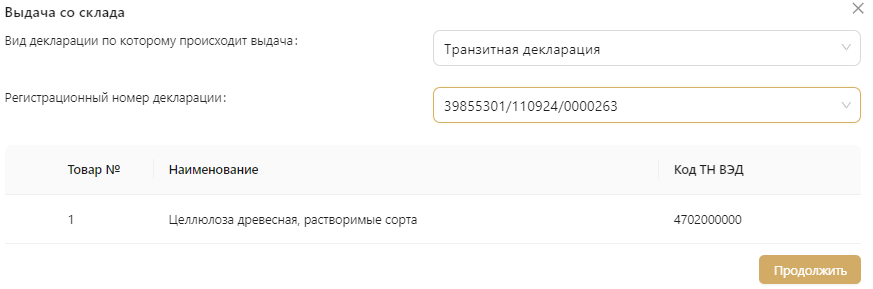 Выдача со склада
Вид декларации по которому происходит выдача:
Транзитная декларация
Регистрационный номер декларации:
39855301/110924/0000263
Товар № Наименование Код ТН ВЭД
1 Целлюлоза древесная, растворимые сорта 4702000000
Продолжить